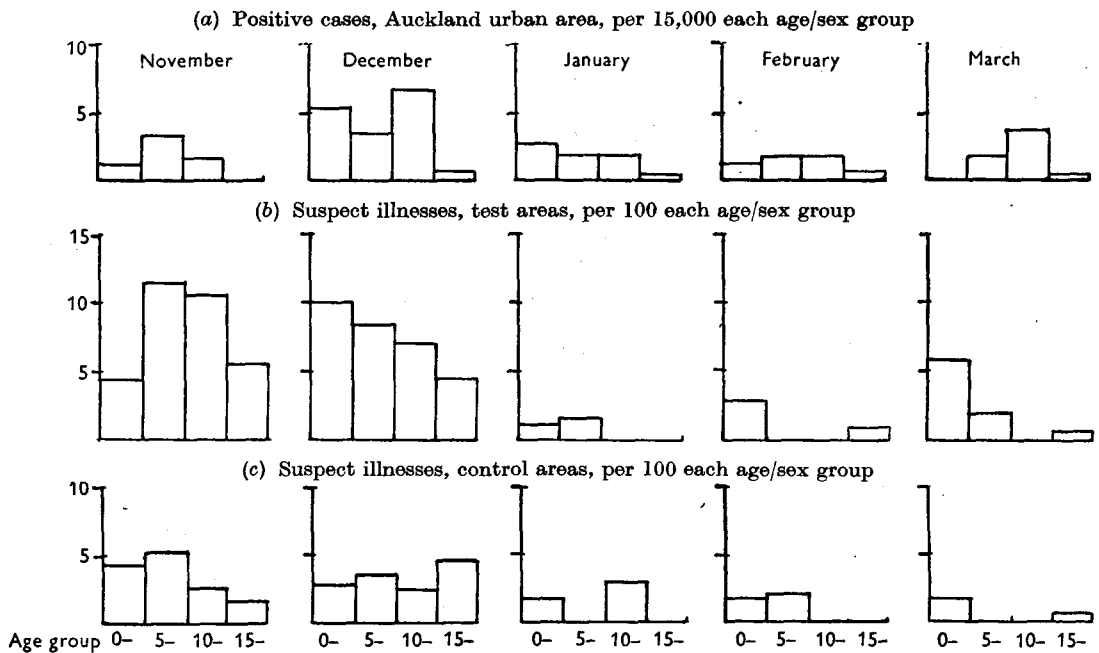 (a) Positive cases, Auckland urban area, per 15,000 each age/sex group
10
November December January February March
5
(b) Suspect illnesses, test areas, per 100 each age/sex group
15
10
5
(c) Suspect illnesses, control areas, per 100 each age/sex group
10
5
Age group 0– 5– 10– 15– 0– 5– 10– 15– 0– 5– 10– 15– 0– 5– 10– 15– 0– 5– 10– 15–